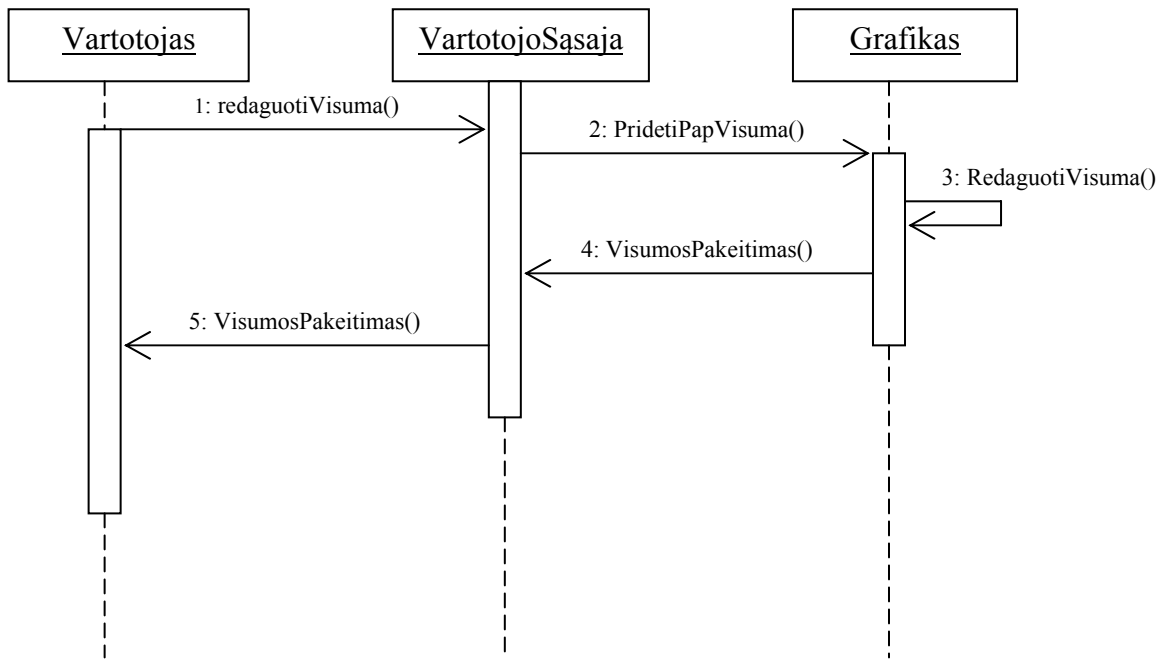 Vartotojas
VartotojoSąsaja
Grafikas
1: redaguotiVisuma()
2: PridetiPapVisuma()
3: RedaguotiVisuma()
4: VisumosPakeitimas()
5: VisumosPakeitimas()